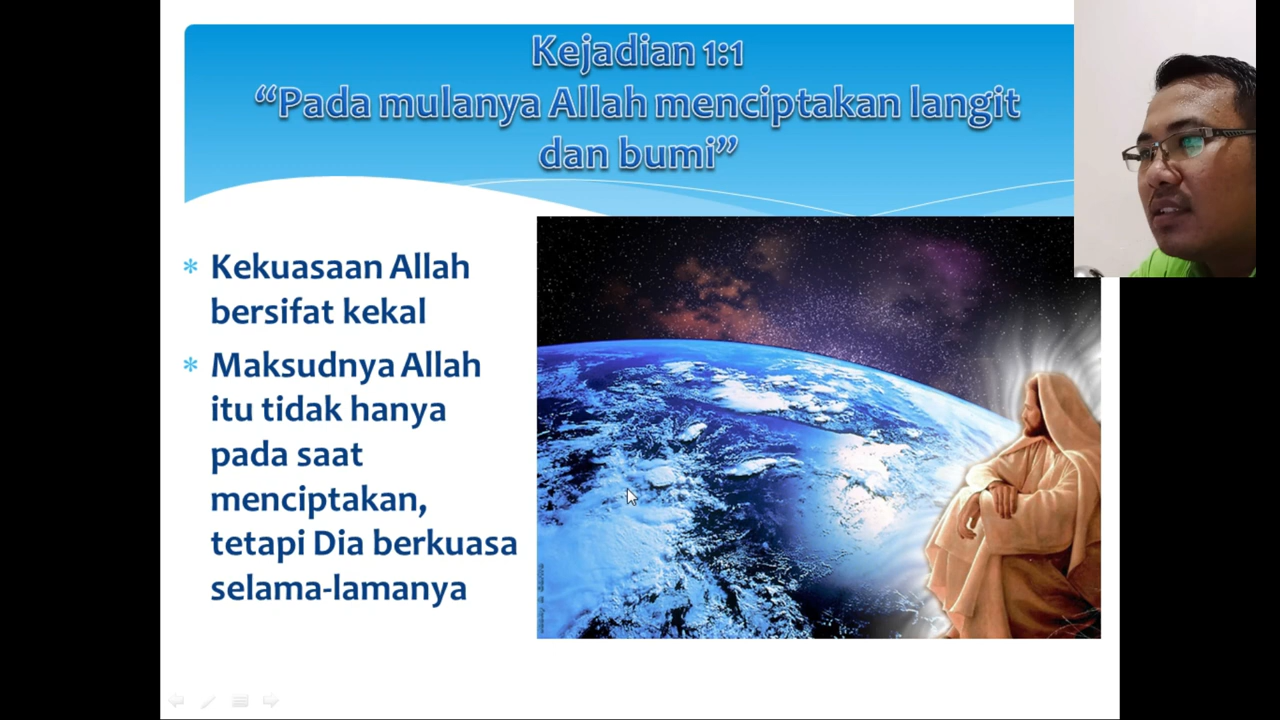 Kejadian 1:1
“Pada mulanya Allah menciptakan langit
dan bumi”
* Kekuasaan Allah
bersifat kekal
* Maksudnya Allah
itu tidak hanya
pada saat
menciptakan,
tetapi Dia berkuasa
selama-lamanya